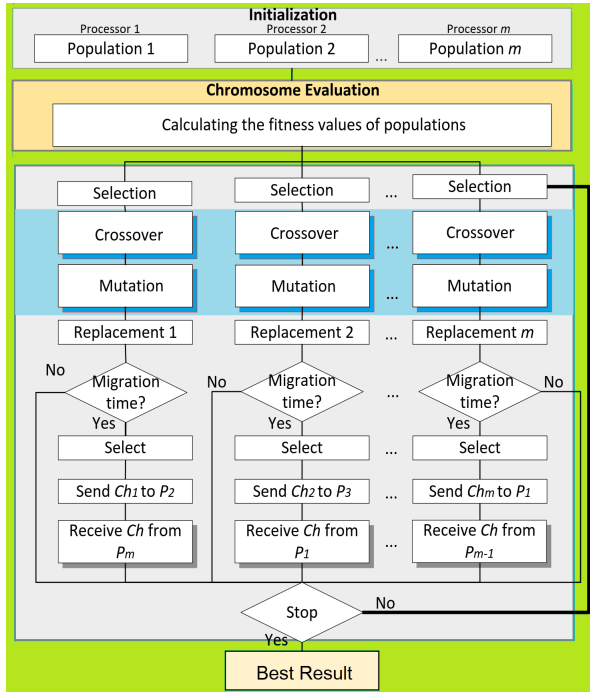 Initialization
Processor 1 Processor 2 Processor m
Population 1 Population 2 ... Population m
Chromosome Evaluation
Calculating the fitness values of populations
Selection Selection ... Selection
Crossover Crossover ... Crossover
Mutation Mutation ... Mutation
Replacement 1 Replacement 2 ... Replacement m
No Migration time? No Migration time? ... Migration time? No
Yes Yes Yes
Select Select ... Select
Send Ch1 to P2 Send Ch2 to P3 ... Send Chm to P1
Receive Ch from Receive Ch from Receive Ch from
Pm P1 ... Pm-1
Stop No
Yes
Best Result